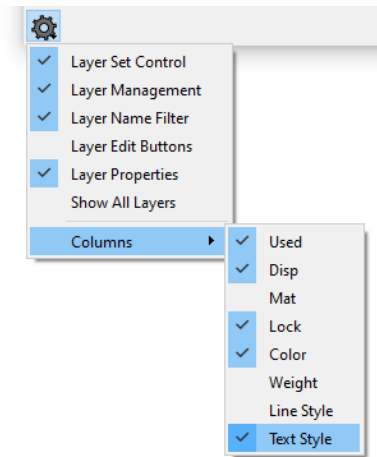 Layer Set Control
Layer Management
Layer Name Filter
Layer Edit Buttons
Layer Properties
Show All Layers
Columns
Used
Disp
Mat
Lock
Color
Weight
Line Style
Text Style